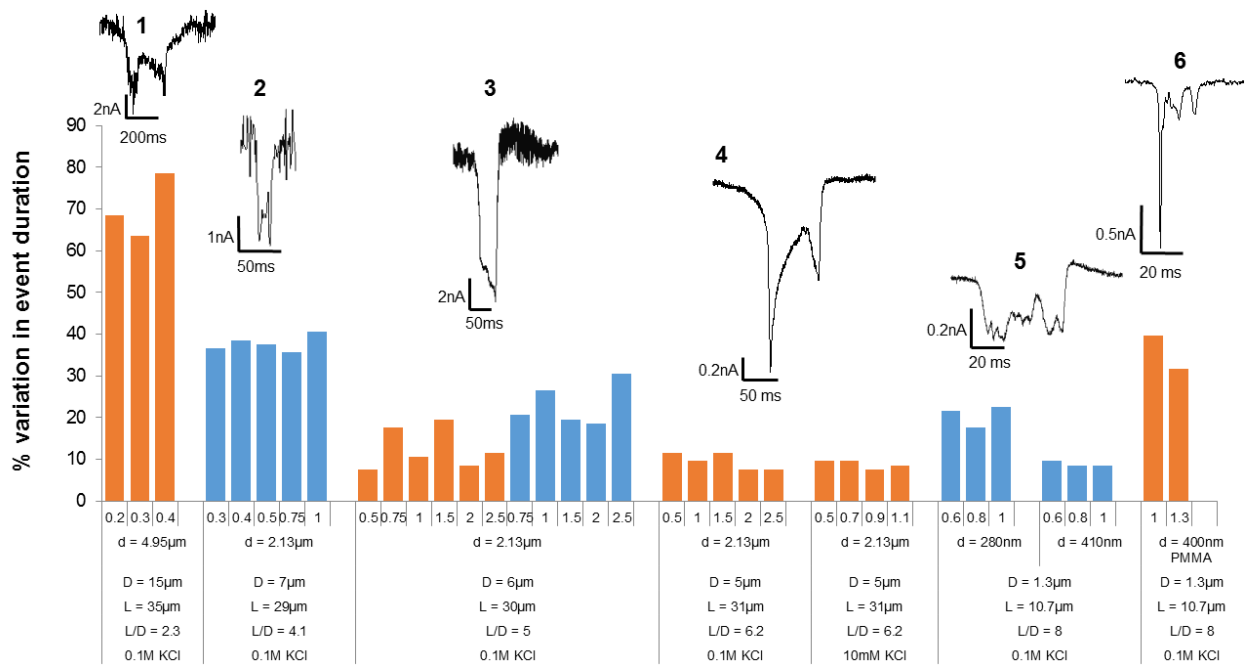 1
2nA
200ms
2
1nA
50ms
3
2nA
50ms
4
0.2nA
50 ms
5
0.2nA
20 ms
6
0.5nA
20 ms
% variation in event duration
90
80
70
60
50
40
30
20
10
0
0.2 0.3 0.4 0.3 0.4 0.5 0.75 1 0.5 0.75 1 1.5 2 2.5 0.75 1 1.5 2 2.5 0.5 1 1.5 2 2.5 0.5 0.7 0.9 1.1 0.6 0.8 1 0.6 0.8 1 1 1.3
d = 4.95µm d = 2.13µm d = 2.13µm d = 2.13µm d = 2.13µm d = 280nm d = 410nm d = 400nm
PMMA
D = 15µm D = 7µm D = 6µm D = 5µm D = 5µm D = 1.3µm D = 1.3µm
L = 35µm L = 29µm L = 30µm L = 31µm L = 31µm L = 10.7µm L = 10.7µm
L/D = 2.3 L/D = 4.1 L/D = 5 L/D = 6.2 L/D = 6.2 L/D = 8 L/D = 8
0.1M KCl 0.1M KCl 0.1M KCl 0.1M KCl 10mM KCl 0.1M KCl 0.1M KCl